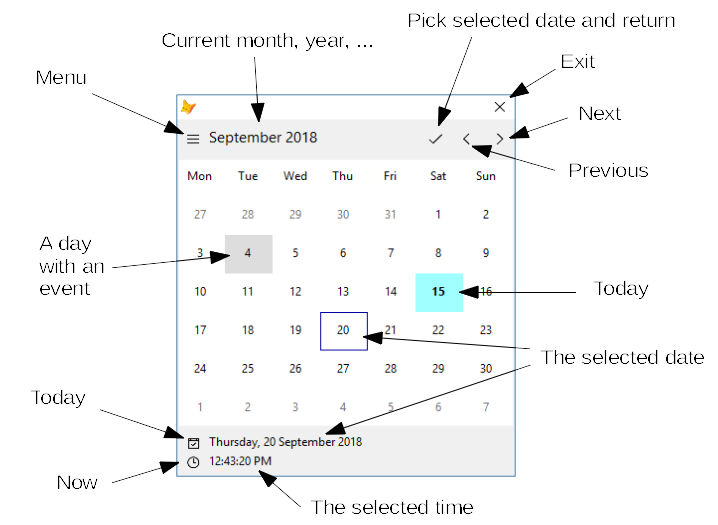 Pick selected date and return
Current month, year, ...
Exit
Menu
Next
September 2018
Previous
Mon Tue Wed Thu Fri Sat Sun
27 28 29 30 31 1 2
A day
with an
event
3 4 5 6 7 8 9
10 11 12 13 14 15 16
Today
17 18 19 20 21 22 23
The selected date
24 25 26 27 28 29 30
Today
1 2 3 4 5 6 7
Thursday, 20 September 2018
12:43:20 PM
Now
The selected time